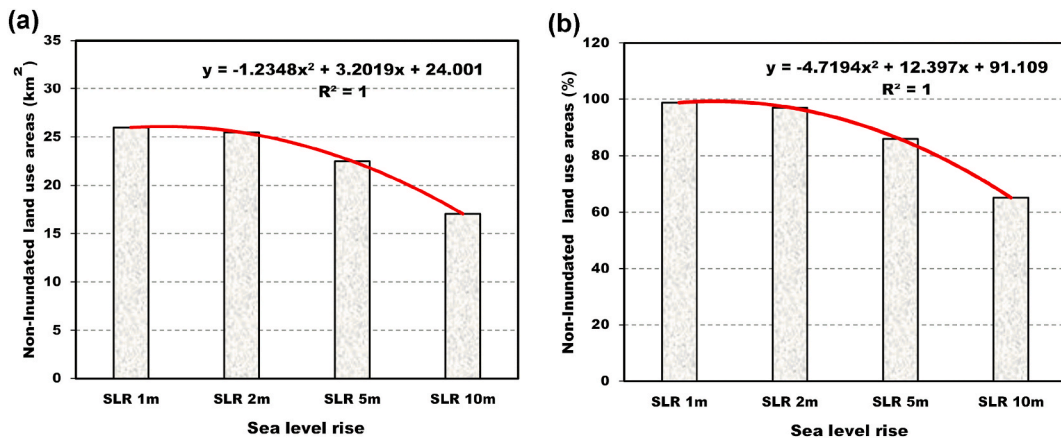 (a)
Non-Inundated land use areas (km²)
35
30
25
20
15
10
5
0
y = -1.2348x² + 3.2019x + 24.001
R² = 1
SLR 1m SLR 2m SLR 5m SLR 10m
Sea level rise
(b)
Non-Inundated land use areas (%)
120
100
80
60
40
20
0
y = -4.7194x² + 12.397x + 91.109
R² = 1
SLR 1m SLR 2m SLR 5m SLR 10m
Sea level rise